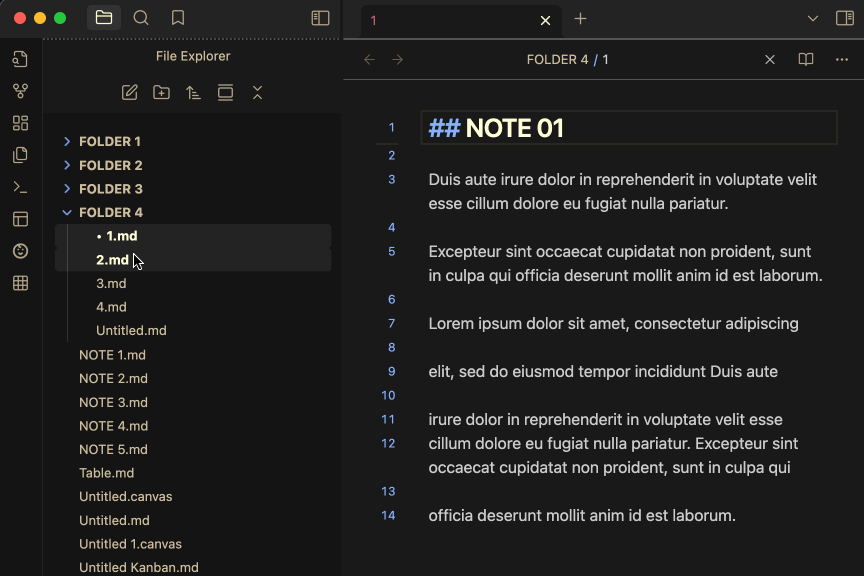 1
File Explorer
FOLDER 4 / 1
FOLDER 1
FOLDER 2
FOLDER 3
FOLDER 4
• 1.md
2.md
3.md
4.md
Untitled.md
NOTE 1.md
NOTE 2.md
NOTE 3.md
NOTE 4.md
NOTE 5.md
Table.md
Untitled.canvas
Untitled.md
Untitled 1.canvas
Untitled Kanban.md
1 ## NOTE 01
2
3 Duis aute irure dolor in reprehenderit in voluptate velit
esse cillum dolore eu fugiat nulla pariatur.
4
5 Excepteur sint occaecat cupidatat non proident, sunt
in culpa qui officia deserunt mollit anim id est laborum.
6
7 Lorem ipsum dolor sit amet, consectetur adipiscing
8
9 elit, sed do eiusmod tempor incididunt Duis aute
10
11 irure dolor in reprehenderit in voluptate velit esse
12 cillum dolore eu fugiat nulla pariatur. Excepteur sint
occaecat cupidatat non proident, sunt in culpa qui
13
14 officia deserunt mollit anim id est laborum.